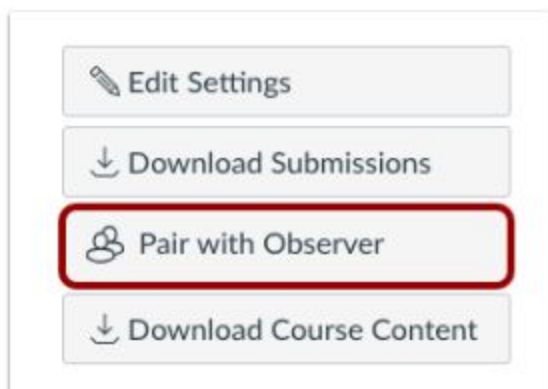 Edit Settings
Download Submissions
Pair with Observer
Download Course Content